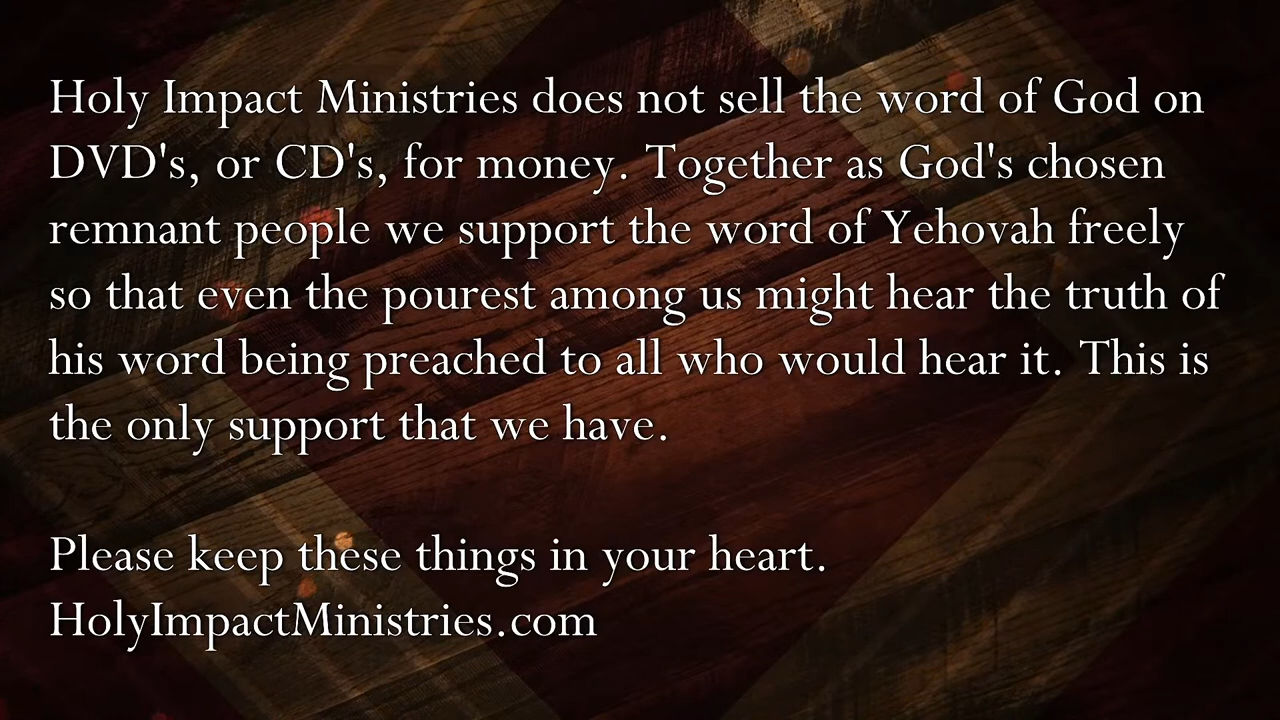 Holy Impact Ministries does not sell the word of God on
DVD's, or CD's, for money. Together as God's chosen
remnant people we support the word of Yehovah freely
so that even the pourest among us might hear the truth of
his word being preached to all who would hear it. This is
the only support that we have.
Please keep these things in your heart.
HolyImpactMinistries.com